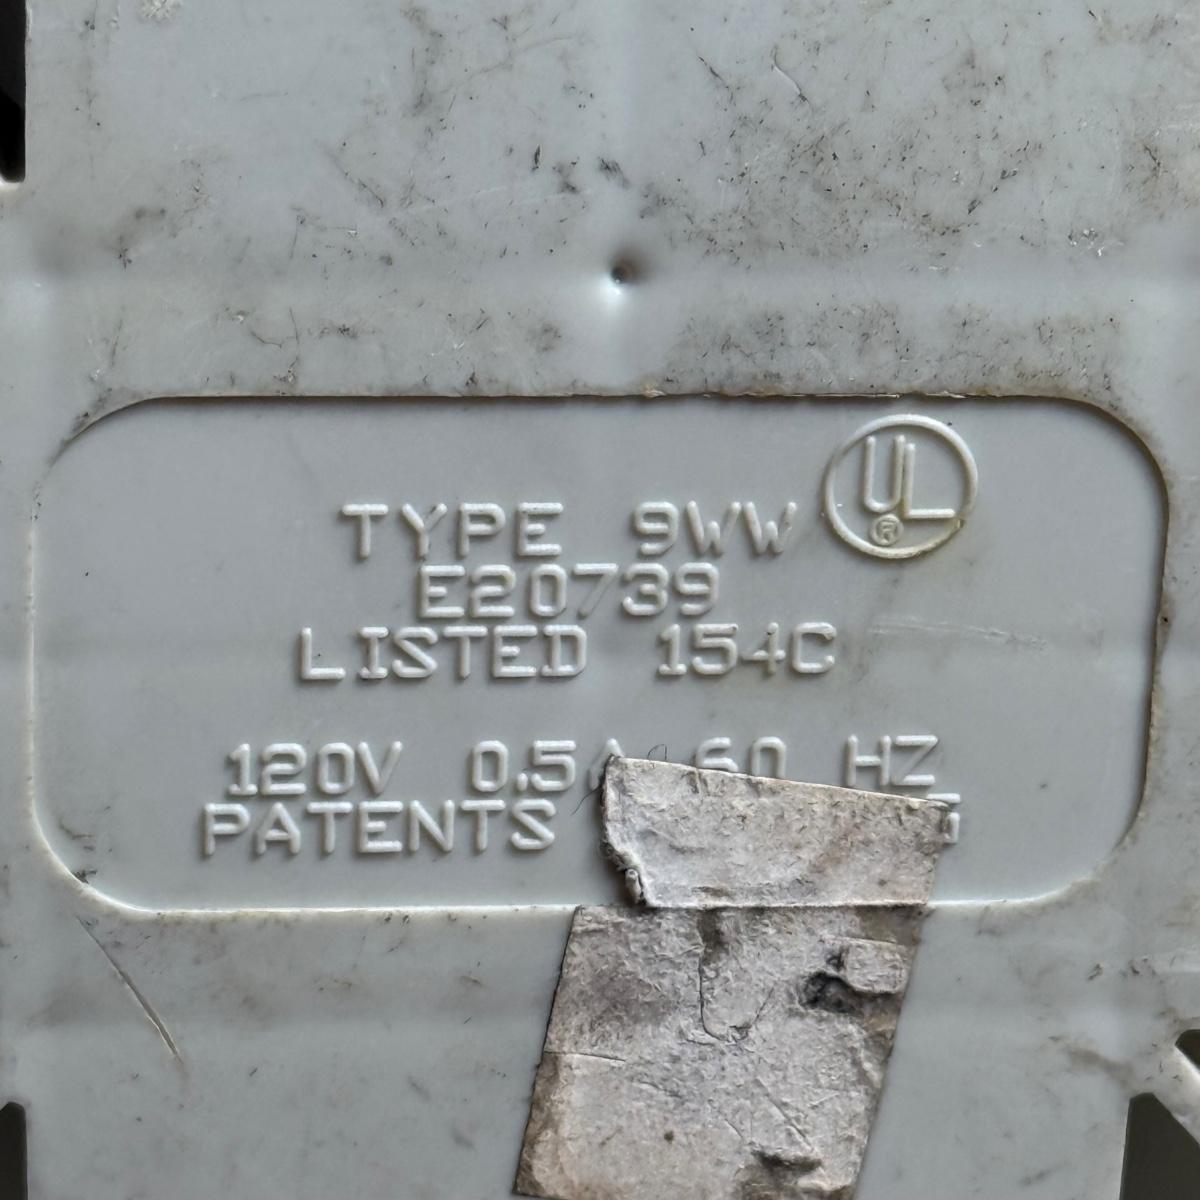 UL
®
TYPE 9WW
E20739
LISTED 154C
120V 0.5A 60 HZ
PATENTS